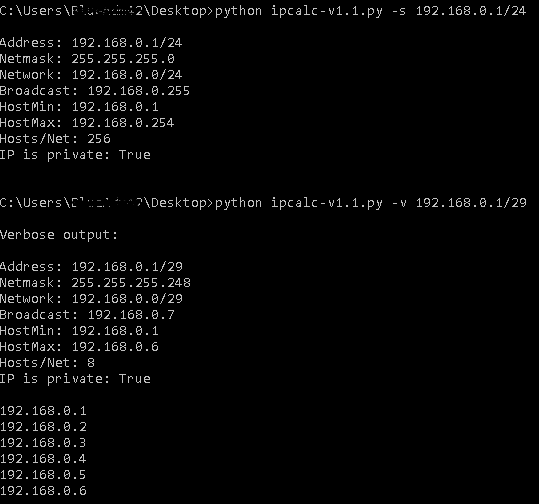 C:\Users\ \Desktop>python ipcalc-v1.1.py -s 192.168.0.1/24
Address: 192.168.0.1/24
Netmask: 255.255.255.0
Network: 192.168.0.0/24
Broadcast: 192.168.0.255
HostMin: 192.168.0.1
HostMax: 192.168.0.254
Hosts/Net: 256
IP is private: True
C:\Users\ \Desktop>python ipcalc-v1.1.py -v 192.168.0.1/29
Verbose output:
Address: 192.168.0.1/29
Netmask: 255.255.255.248
Network: 192.168.0.0/29
Broadcast: 192.168.0.7
HostMin: 192.168.0.1
HostMax: 192.168.0.6
Hosts/Net: 8
IP is private: True
192.168.0.1
192.168.0.2
192.168.0.3
192.168.0.4
192.168.0.5
192.168.0.6